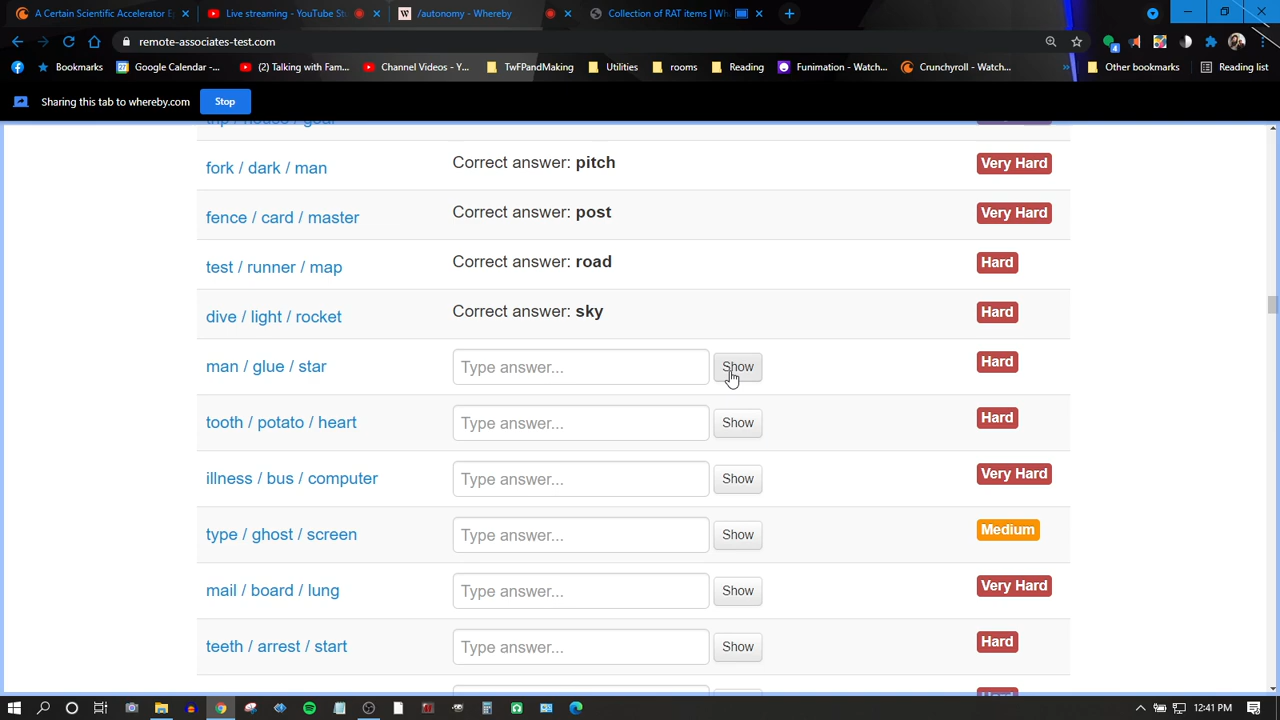 A Certain Scientific Accelerator E
Live streaming - YouTube St
/autonomy - Whereby
Collection of RAT items | Wh
remote-associates-test.com
Bookmarks
Google Calendar -...
(2) Talking with Fam...
Channel Videos - Y...
TwFPandMaking
Utilities
rooms
Reading
Funimation - Watch...
Crunchyroll - Watch...
»
Other bookmarks
Reading list
Sharing this tab to whereby.com
Stop
trip / house / goal
fork / dark / man
Correct answer: pitch
Very Hard
fence / card / master
Correct answer: post
Very Hard
test / runner / map
Correct answer: road
Hard
dive / light / rocket
Correct answer: sky
Hard
man / glue / star
Type answer...
Show
Hard
tooth / potato / heart
Type answer...
Show
Hard
illness / bus / computer
Type answer...
Show
Very Hard
type / ghost / screen
Type answer...
Show
Medium
mail / board / lung
Type answer...
Show
Very Hard
teeth / arrest / start
Type answer...
Show
Hard
Hard
12:41 PM